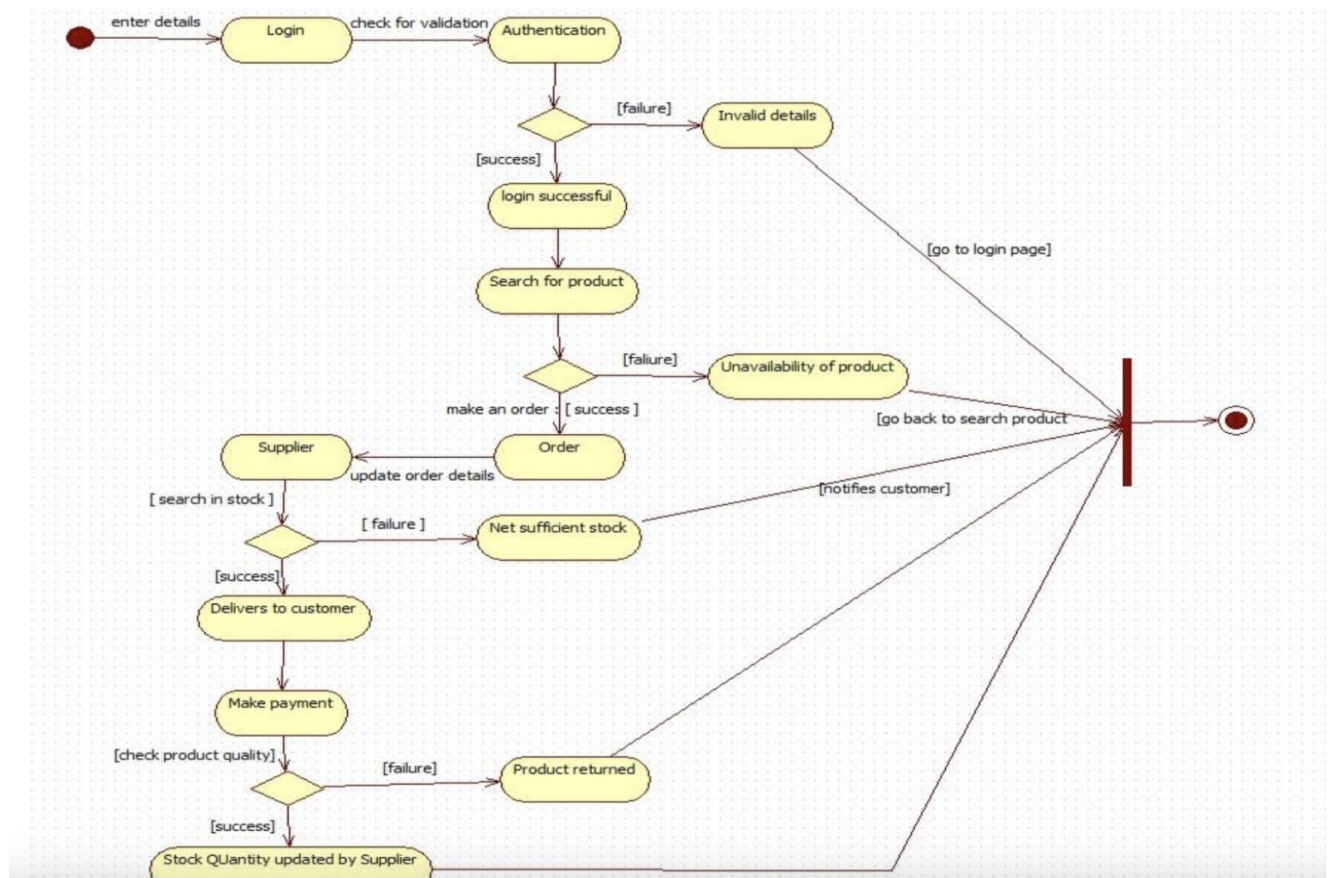 enter details
Login
check for validation
Authentication
[failure]
Invalid details
[success]
login successful
[go to login page]
Search for product
[faliure]
Unavailability of product
make an order : [ success ]
[go back to search product
Supplier
Order
update order details
[ search in stock ]
[notifies customer]
[ failure ]
Net sufficient stock
[success]
Delivers to customer
Make payment
[check product quality]
[failure]
Product returned
[success]
Stock QUantity updated by Supplier